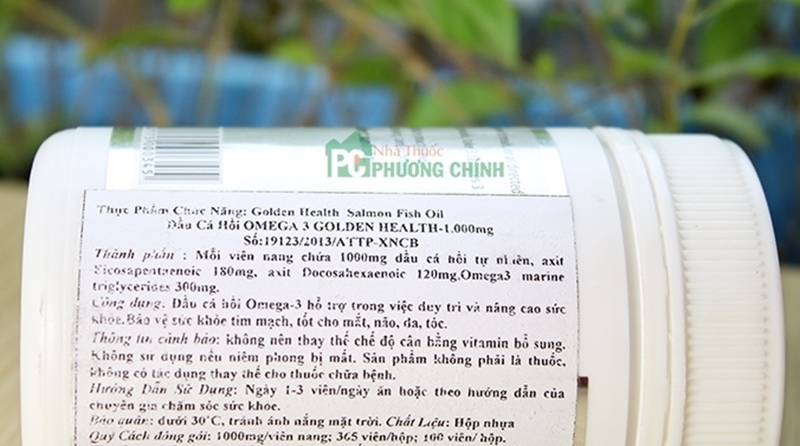 PC Nhà Thuốc
PHƯƠNG CHÍNH
Thực Phẩm Chức Năng: Golden Health Salmon Fish Oil
Dầu Cá Hồi OMEGA 3 GOLDEN HEALTH-1.000mg
Số:19123/2013/ATTP-XNCB
Thành phần : Mỗi viên nang chứa 1000mg dầu cá hồi tự nhiên, axit
Eicosapentaenoic 180mg, axit Docosahexaenoic 120mg,Omega3 marine
triglycerides 300mg.
Công dụng: Dầu cá hồi Omega-3 hỗ trợ trong việc duy trì và nâng cao sức
khỏe.Bảo vệ sức khỏe tim mạch, tốt cho mắt, não, da, tóc.
Thông tin cảnh báo: không nên thay thế chế độ cân bằng vitamin bổ sung.
Không sử dụng nếu niêm phong bị mất. Sản phẩm không phải là thuốc,
không có tác dụng thay thế cho thuốc chữa bệnh.
Hướng Dẫn Sử Dụng: Ngày 1-3 viên/ngày ăn hoặc theo hướng dẫn của
chuyên gia chăm sóc sức khỏe.
Bảo quản: dưới 30°C, tránh ánh nắng mặt trời. Chất Liệu: Hộp nhựa
Quy Cách đóng gói: 1000mg/viên nang; 365 viên/hộp; 100 viên/ hộp.